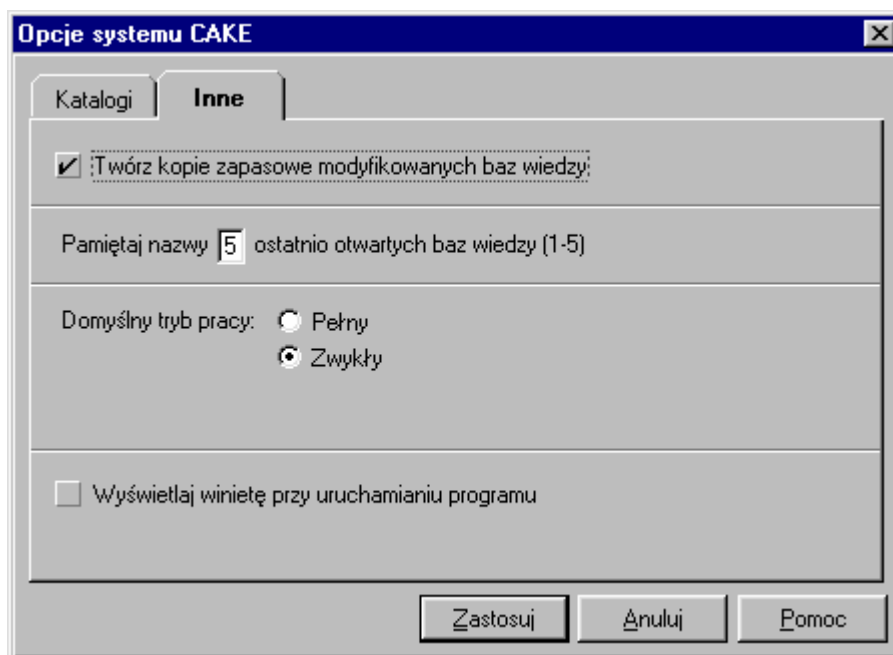 Opcje systemu CAKE
Katalogi Inne
Twórz kopie zapasowe modyfikowanych baz wiedzy
Pamiętaj nazwy 5 ostatnio otwartych baz wiedzy (1-5)
Domyślny tryb pracy: Pełny
Zwykły
Wyświetlaj winietę przy uruchamianiu programu
Zastosuj Anuluj Pomoc